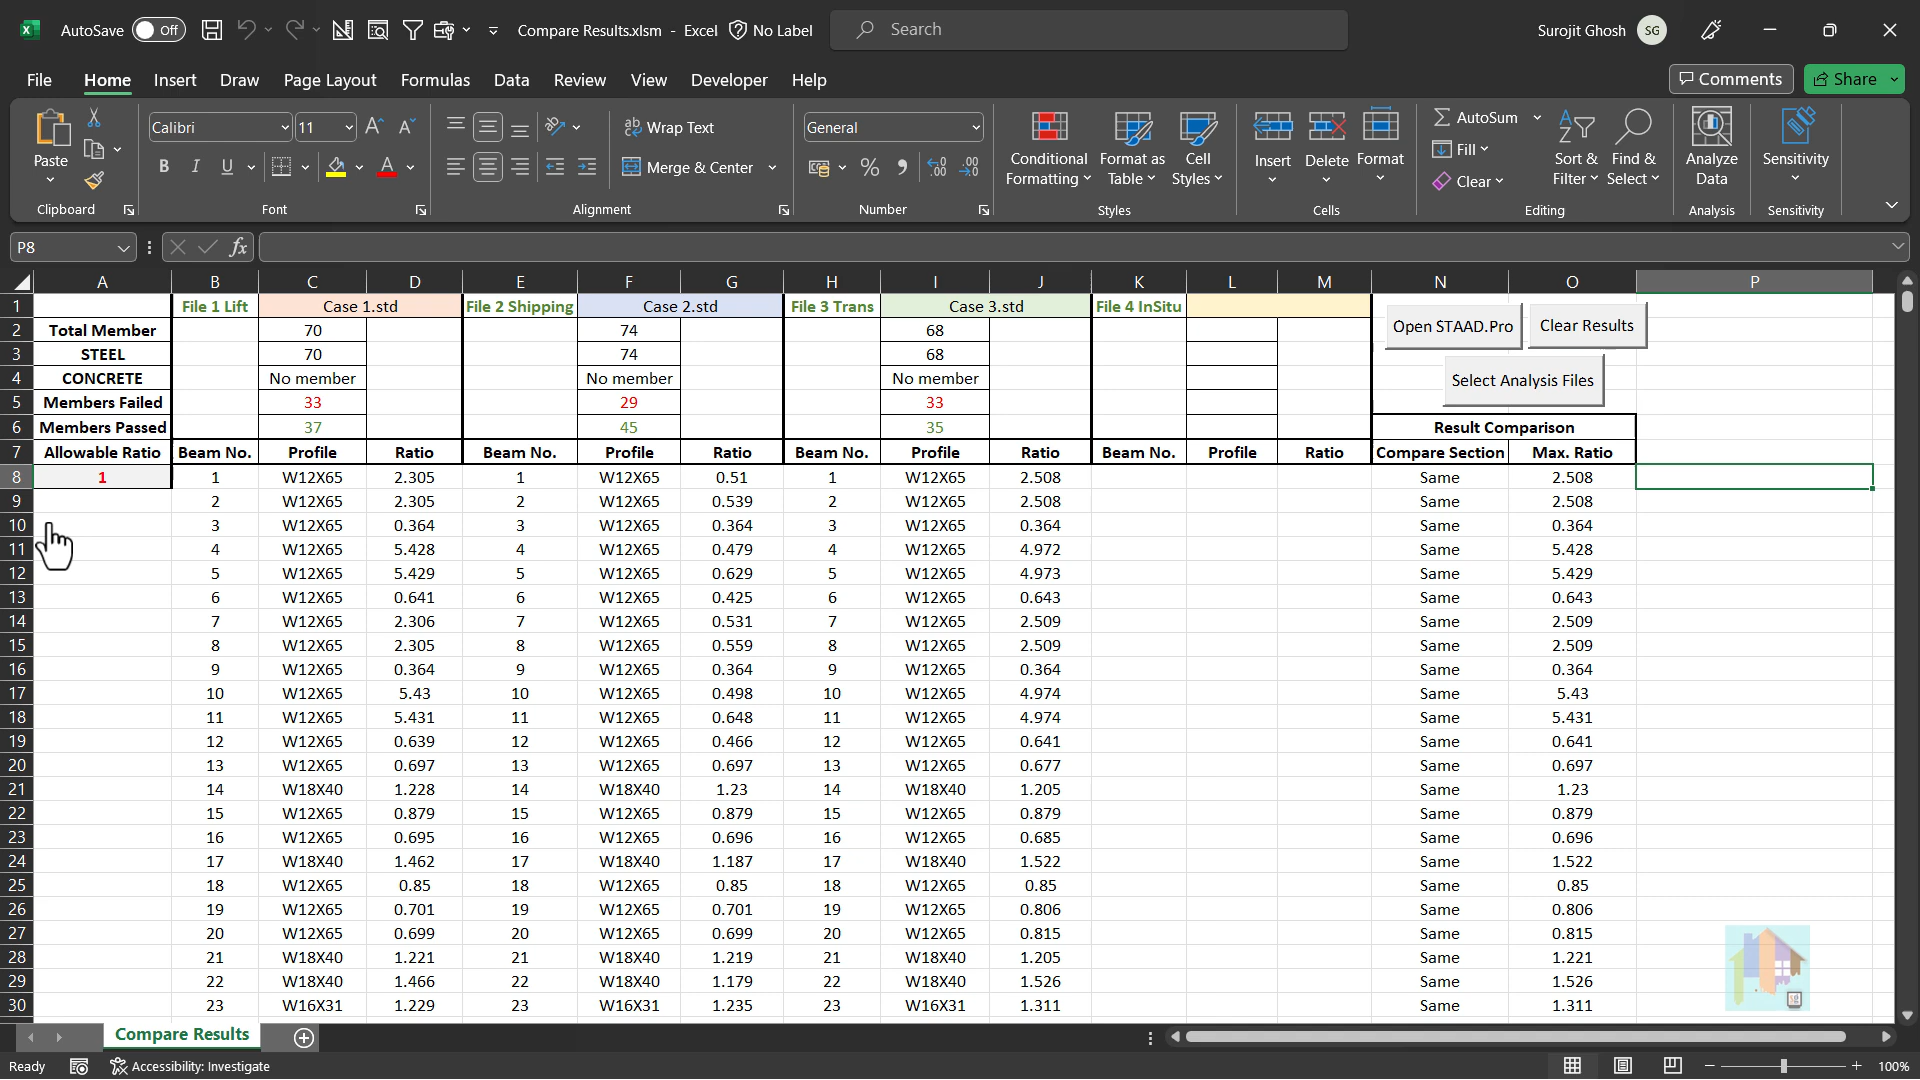 AutoSave Off Compare Results.xlsm - Excel No Label Search Surojit Ghosh SG
File Home Insert Draw Page Layout Formulas Data Review View Developer Help Comments Share
Paste Calibri 11 Wrap Text General AutoSum
B I U A Merge & Center % Conditional Formatting Format as Table Cell Styles Insert Delete Format Fill Clear Sort & Filter Find & Select Analyze Data Sensitivity
Clipboard Font Alignment Number Styles Cells Editing Analysis Sensitivity
P8 fx
A B C D E F G H I J K L M N O P
1 File 1 Lift Case 1.std File 2 Shipping Case 2.std File 3 Trans Case 3.std File 4 InSitu Open STAAD.Pro Clear Results
2 Total Member 70 74 68
3 STEEL 70 74 68
4 CONCRETE No member No member No member Select Analysis Files
5 Members Failed 33 29 33
6 Members Passed 37 45 35 Result Comparison
7 Allowable Ratio Beam No. Profile Ratio Beam No. Profile Ratio Beam No. Profile Ratio Beam No. Profile Ratio Compare Section Max. Ratio
8 1 1 W12X65 2.305 1 W12X65 0.51 1 W12X65 2.508 Same 2.508
9 2 W12X65 2.305 2 W12X65 0.539 2 W12X65 2.508 Same 2.508
10 3 W12X65 0.364 3 W12X65 0.364 3 W12X65 0.364 Same 0.364
11 4 W12X65 5.428 4 W12X65 0.479 4 W12X65 4.972 Same 5.428
12 5 W12X65 5.429 5 W12X65 0.629 5 W12X65 4.973 Same 5.429
13 6 W12X65 0.641 6 W12X65 0.425 6 W12X65 0.643 Same 0.643
14 7 W12X65 2.306 7 W12X65 0.531 7 W12X65 2.509 Same 2.509
15 8 W12X65 2.305 8 W12X65 0.559 8 W12X65 2.509 Same 2.509
16 9 W12X65 0.364 9 W12X65 0.364 9 W12X65 0.364 Same 0.364
17 10 W12X65 5.43 10 W12X65 0.498 10 W12X65 4.974 Same 5.43
18 11 W12X65 5.431 11 W12X65 0.648 11 W12X65 4.974 Same 5.431
19 12 W12X65 0.639 12 W12X65 0.466 12 W12X65 0.641 Same 0.641
20 13 W12X65 0.697 13 W12X65 0.697 13 W12X65 0.677 Same 0.697
21 14 W18X40 1.228 14 W18X40 1.23 14 W18X40 1.205 Same 1.23
22 15 W12X65 0.879 15 W12X65 0.879 15 W12X65 0.879 Same 0.879
23 16 W12X65 0.695 16 W12X65 0.696 16 W12X65 0.685 Same 0.696
24 17 W18X40 1.462 17 W18X40 1.187 17 W18X40 1.522 Same 1.522
25 18 W12X65 0.85 18 W12X65 0.85 18 W12X65 0.85 Same 0.85
26 19 W12X65 0.701 19 W12X65 0.701 19 W12X65 0.806 Same 0.806
27 20 W12X65 0.699 20 W12X65 0.699 20 W12X65 0.815 Same 0.815
28 21 W18X40 1.221 21 W18X40 1.219 21 W18X40 1.205 Same 1.221
29 22 W18X40 1.466 22 W18X40 1.179 22 W18X40 1.526 Same 1.526
30 23 W16X31 1.229 23 W16X31 1.235 23 W16X31 1.311 Same 1.311
Compare Results
Ready Accessibility: Investigate 100%